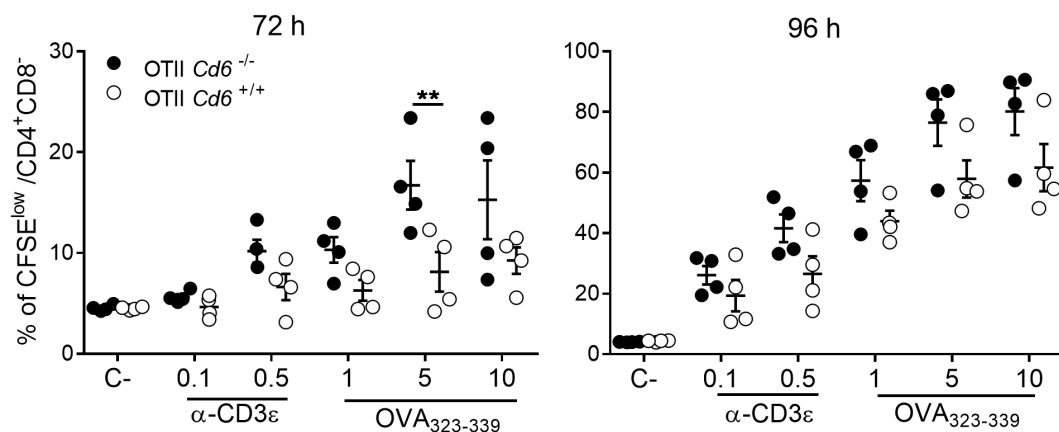 72 h
96 h
% of CFSE^low /CD4⁺CD8⁻
30
20
10
0
OTII Cd6 ⁻/⁻
OTII Cd6 ⁺/⁺
**
C- 0.1 0.5 1 5 10
α-CD3ε OVA₃₂₃₋₃₃₉
100
80
60
40
20
0
C- 0.1 0.5 1 5 10
α-CD3ε OVA₃₂₃₋₃₃₉